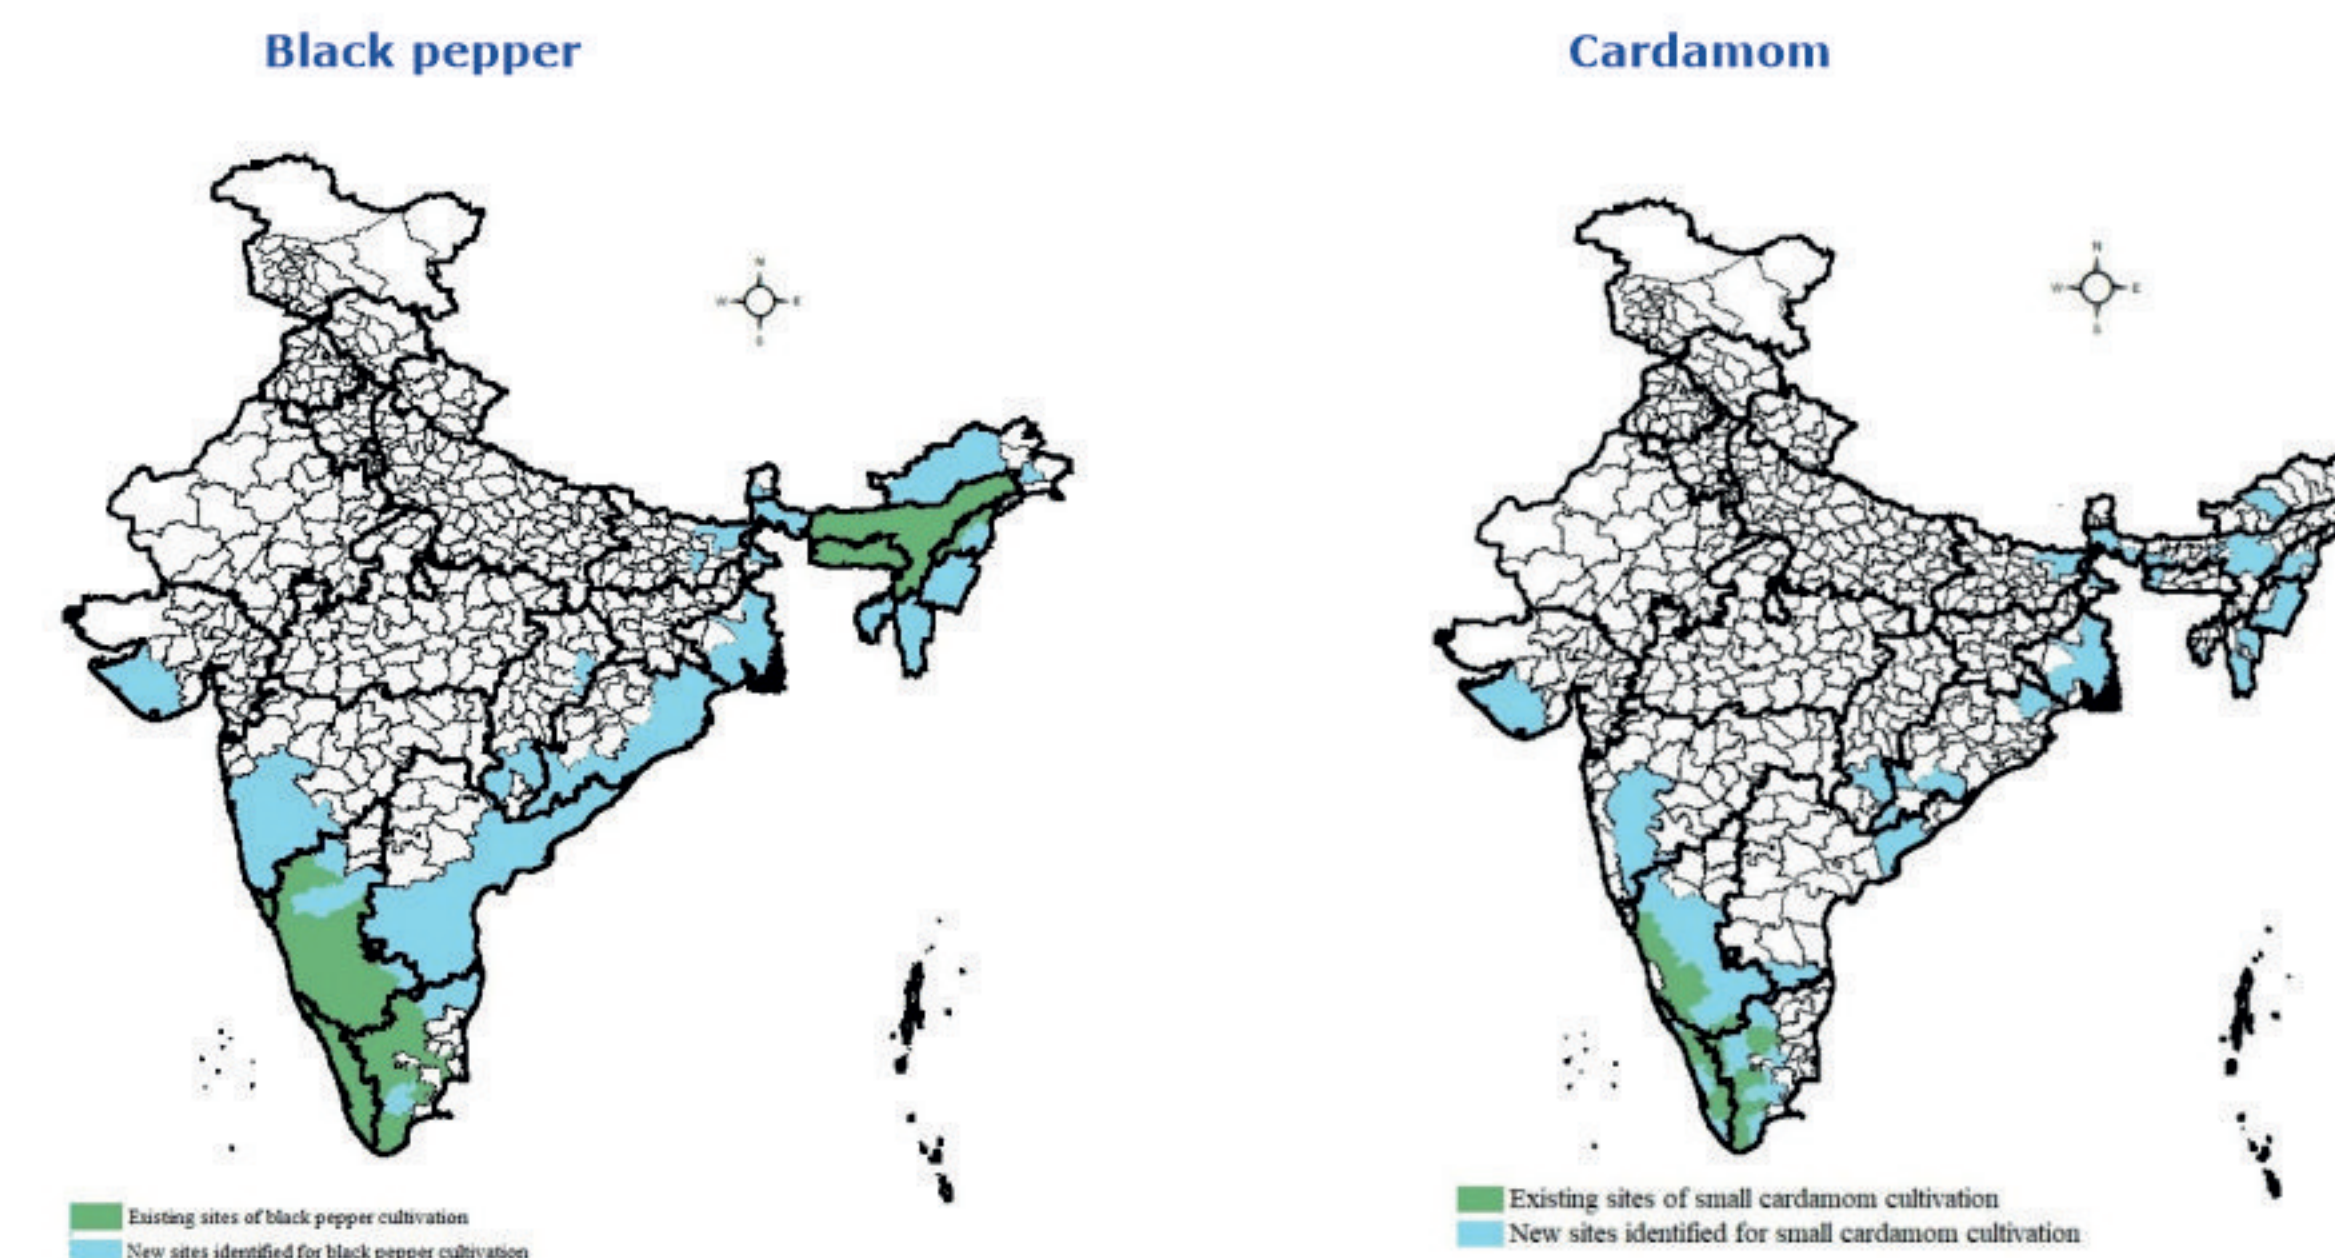 Black pepper
Cardamom
N
W
E
S
N
W
E
S
Existing sites of black pepper cultivation
New sites identified for black pepper cultivation
Existing sites of small cardamom cultivation
New sites identified for small cardamom cultivation